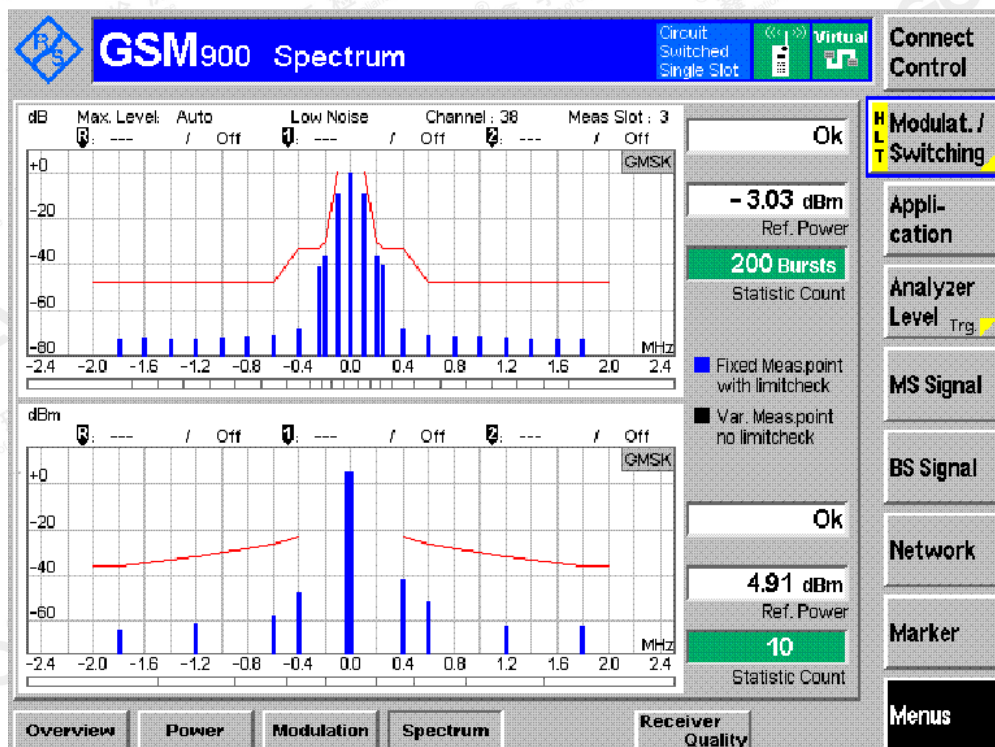 R/S
GSM900 Spectrum
Circuit
Switched
Single Slot
Virtual
Connect
Control
dB Max. Level: Auto Low Noise Channel : 38 Meas Slot : 3
R : --- / Off 1 : --- / Off 2 : --- / Off
GMSK
+0
-20
-40
-60
-80
MHz
-2.4 -2.0 -1.6 -1.2 -0.8 -0.4 0.0 0.4 0.8 1.2 1.6 2.0 2.4
Ok
- 3.03 dBm
Ref. Power
200 Bursts
Statistic Count
Fixed Meas.point
with limitcheck
Var. Meas.point
no limitcheck
dBm
R : --- / Off 1 : --- / Off 2 : --- / Off
GMSK
+0
-20
-40
-60
MHz
-2.4 -2.0 -1.6 -1.2 -0.8 -0.4 0.0 0.4 0.8 1.2 1.6 2.0 2.4
Ok
4.91 dBm
Ref. Power
10
Statistic Count
HLT
Modulat. /
Switching
Appli-
cation
Analyzer
Level Trg.
MS Signal
BS Signal
Network
Marker
Menus
Overview Power Modulation Spectrum Receiver
Quality